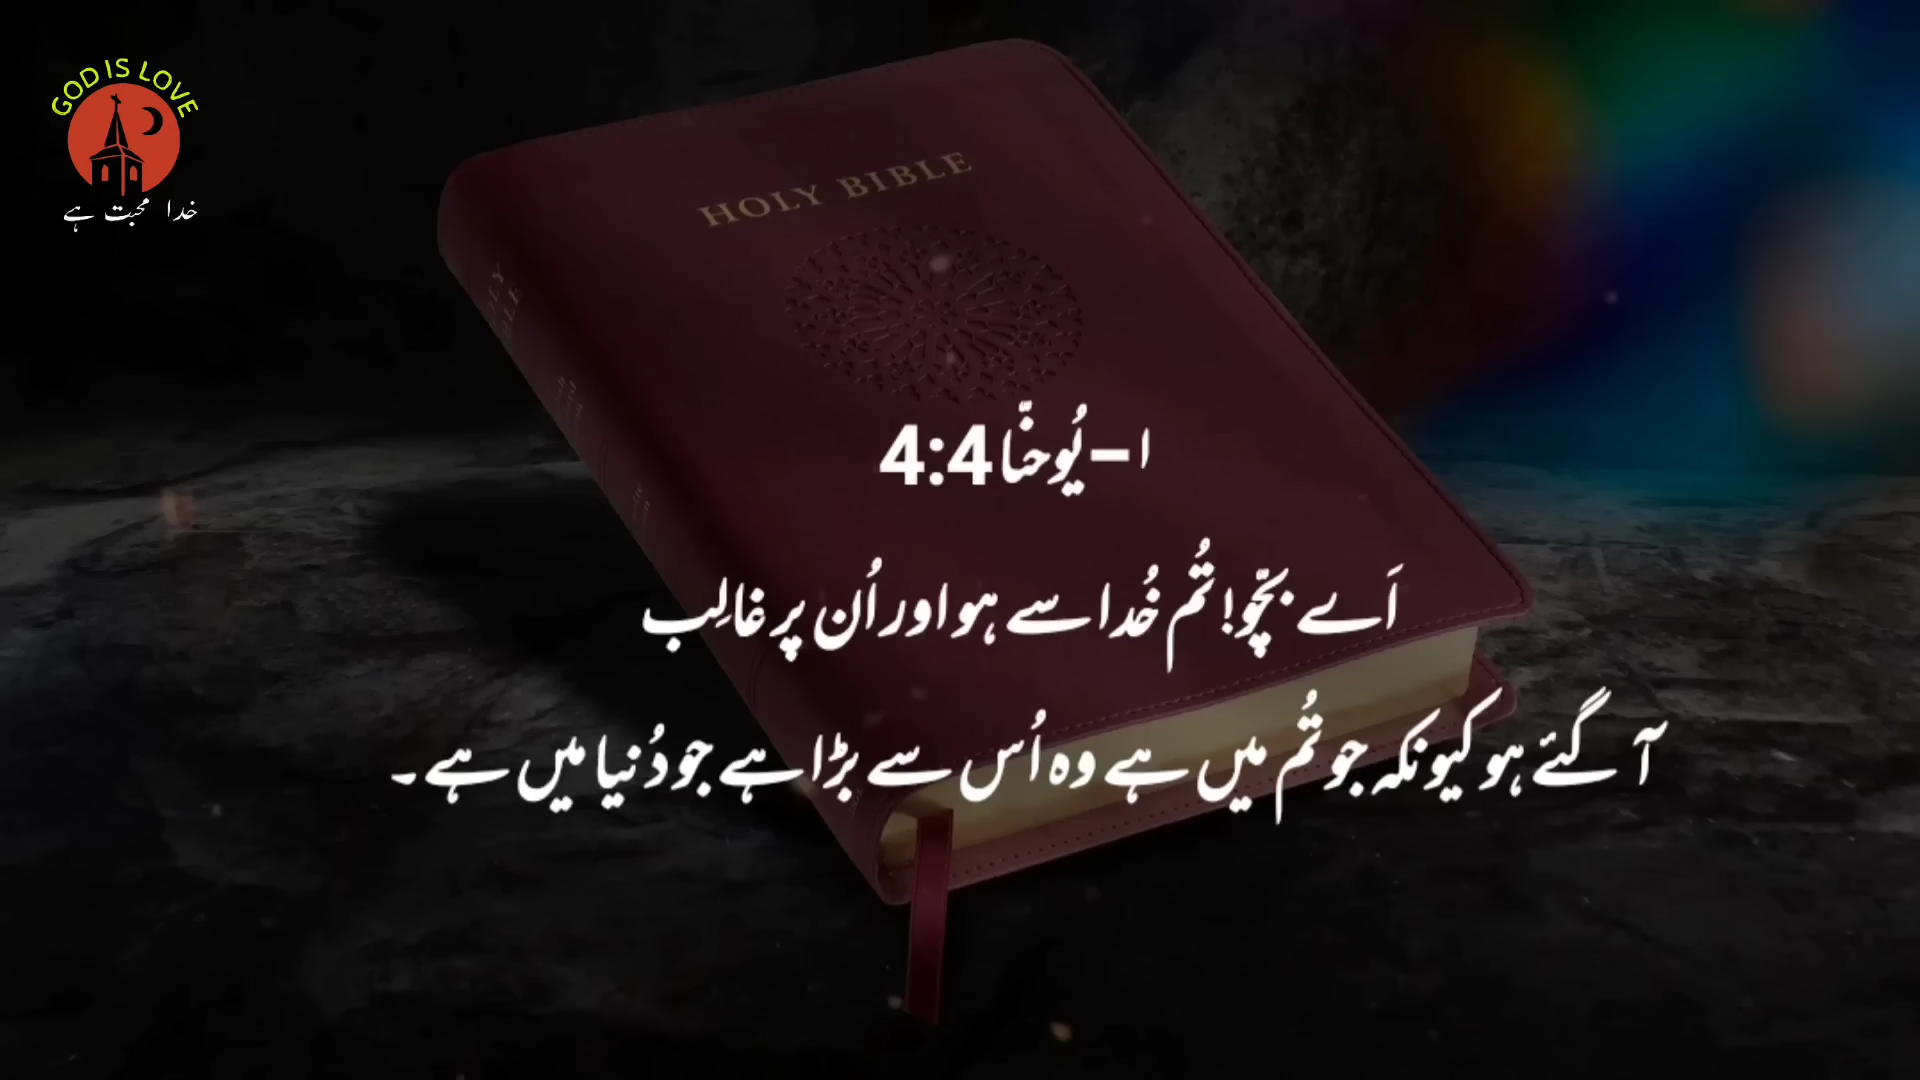 GOD IS LOVE
خدا محبت ہے
HOLY BIBLE
۱–یُوحنّا 4:4
اَے بچّو! تُم خُدا سے ہو اور اُن پر غالِب
آ گئے ہو کیونکہ جو تُم میں ہے وہ اُس سے بڑا ہے جو دُنیا میں ہے۔